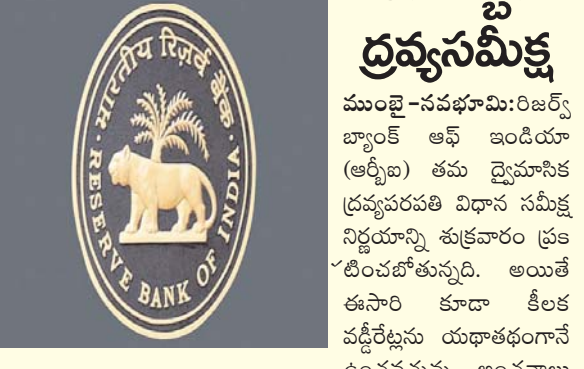 भारतीय रिज़र्व बैंक
RESERVE BANK OF INDIA
ద్రవ్యసమీక్ష
ముంబై-నవభూమి:రిజర్వ్
బ్యాంక్ ఆఫ్ ఇండియా
(ఆర్బీఐ) తమ ద్వైమాసిక
ద్రవ్యపరపతి విధాన సమీక్ష
నిర్ణయాన్ని శుక్రవారం ప్రక
టించబోతున్నది. అయితే
ఈసారి కూడా కీలక
వడ్డీరేట్లను యథాతథంగానే